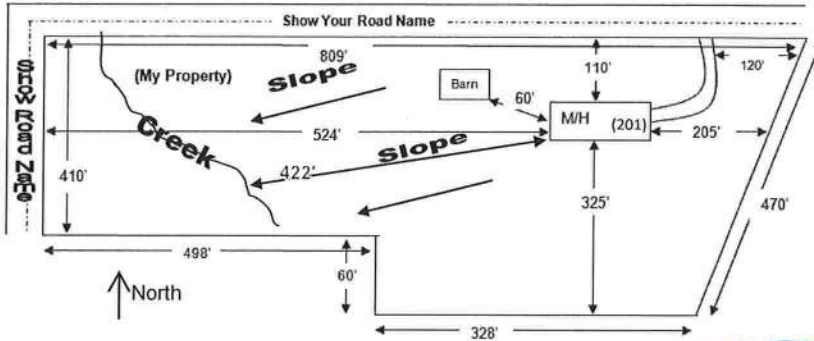 Show Your Road Name
Show Road Name
809'
(My Property)
Slope
110'
120'
Barn
60'
M/H
(201)
524'
205'
Creek
Slope
410'
422'
325'
470'
498'
60'
North
328'